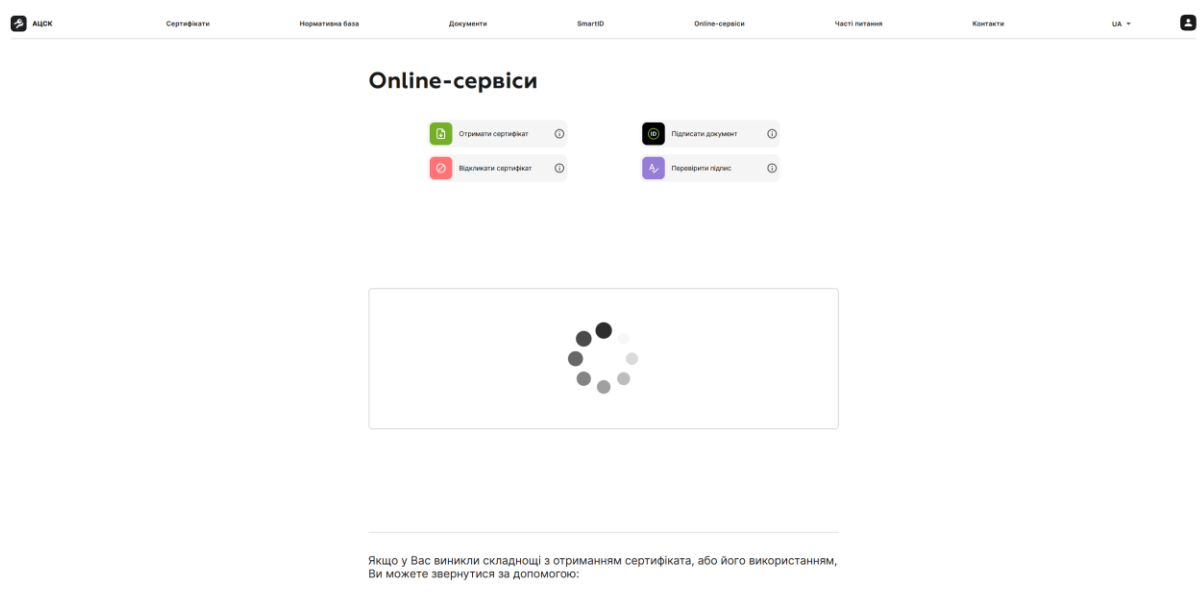 АЦСК
Сертифікати
Нормативна база
Документи
SmartID
Online-сервіси
Часті питання
Контакти
UA
Online-сервіси
Отримати сертифікат
ID
Підписати документ
Відкликати сертифікат
Перевірити підпис
Якщо у Вас виникли складнощі з отриманням сертифіката, або його використанням,
Ви можете звернутися за допомогою: